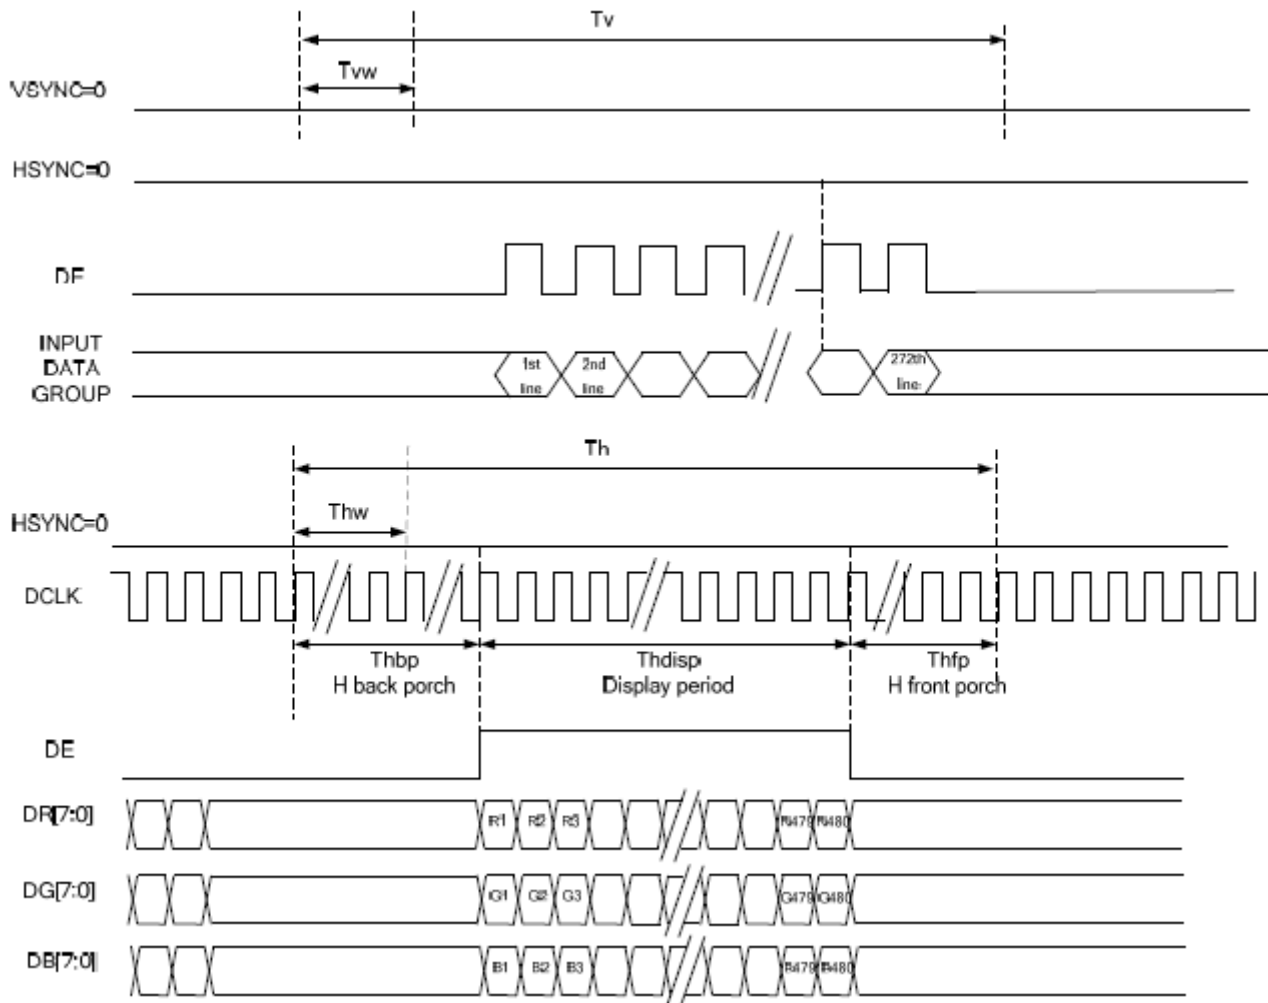 Tv
Tvw
VSYNC=0
HSYNC=0
DE
INPUT
DATA
GROUP
1st
line
2nd
line
272th
line
Th
Thw
HSYNC=0
DCLK
Thbp
H back porch
Thdisp
Display period
Thfp
H front porch
DE
DR[7:0]
R1 R2 R3 R479 R480
DG[7:0]
G1 G2 G3 G479 G480
DB[7:0]
B1 B2 B3